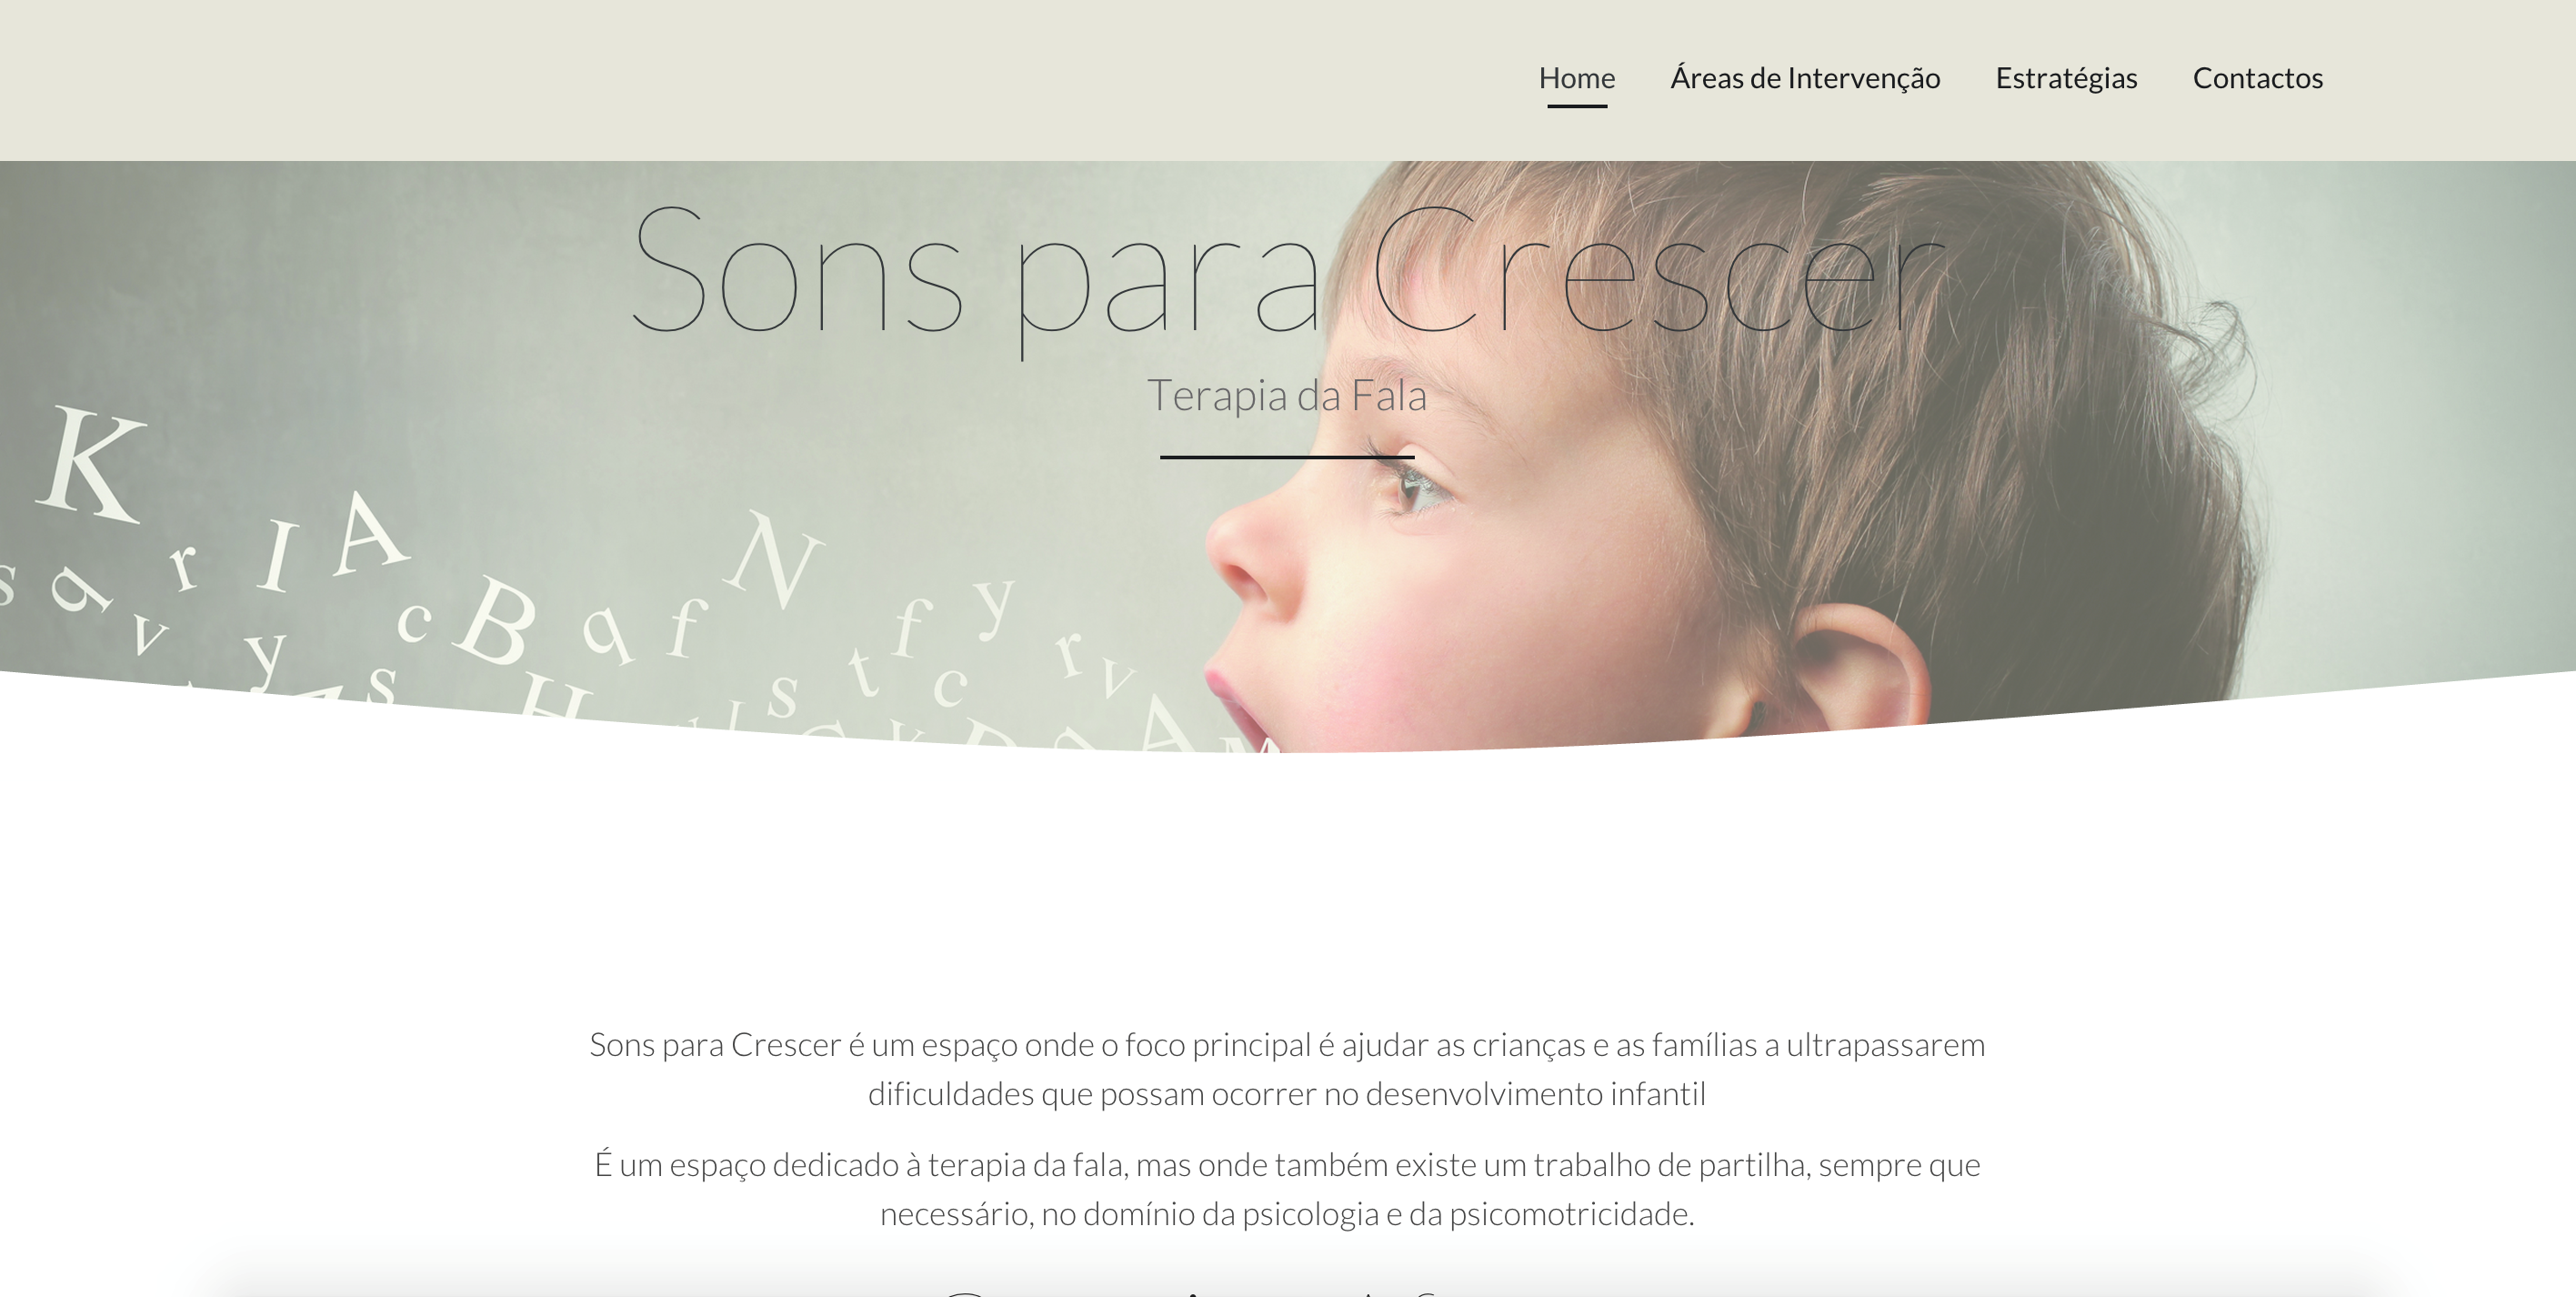 Home Áreas de Intervenção Estratégias Contactos
Sons para Crescer
Terapia da Fala
K
s q r I A
v y c B q f N f y
s H l s t c r v
A
Sons para Crescer é um espaço onde o foco principal é ajudar as crianças e as famílias a ultrapassarem
dificuldades que possam ocorrer no desenvolvimento infantil
É um espaço dedicado à terapia da fala, mas onde também existe um trabalho de partilha, sempre que
necessário, no domínio da psicologia e da psicomotricidade.